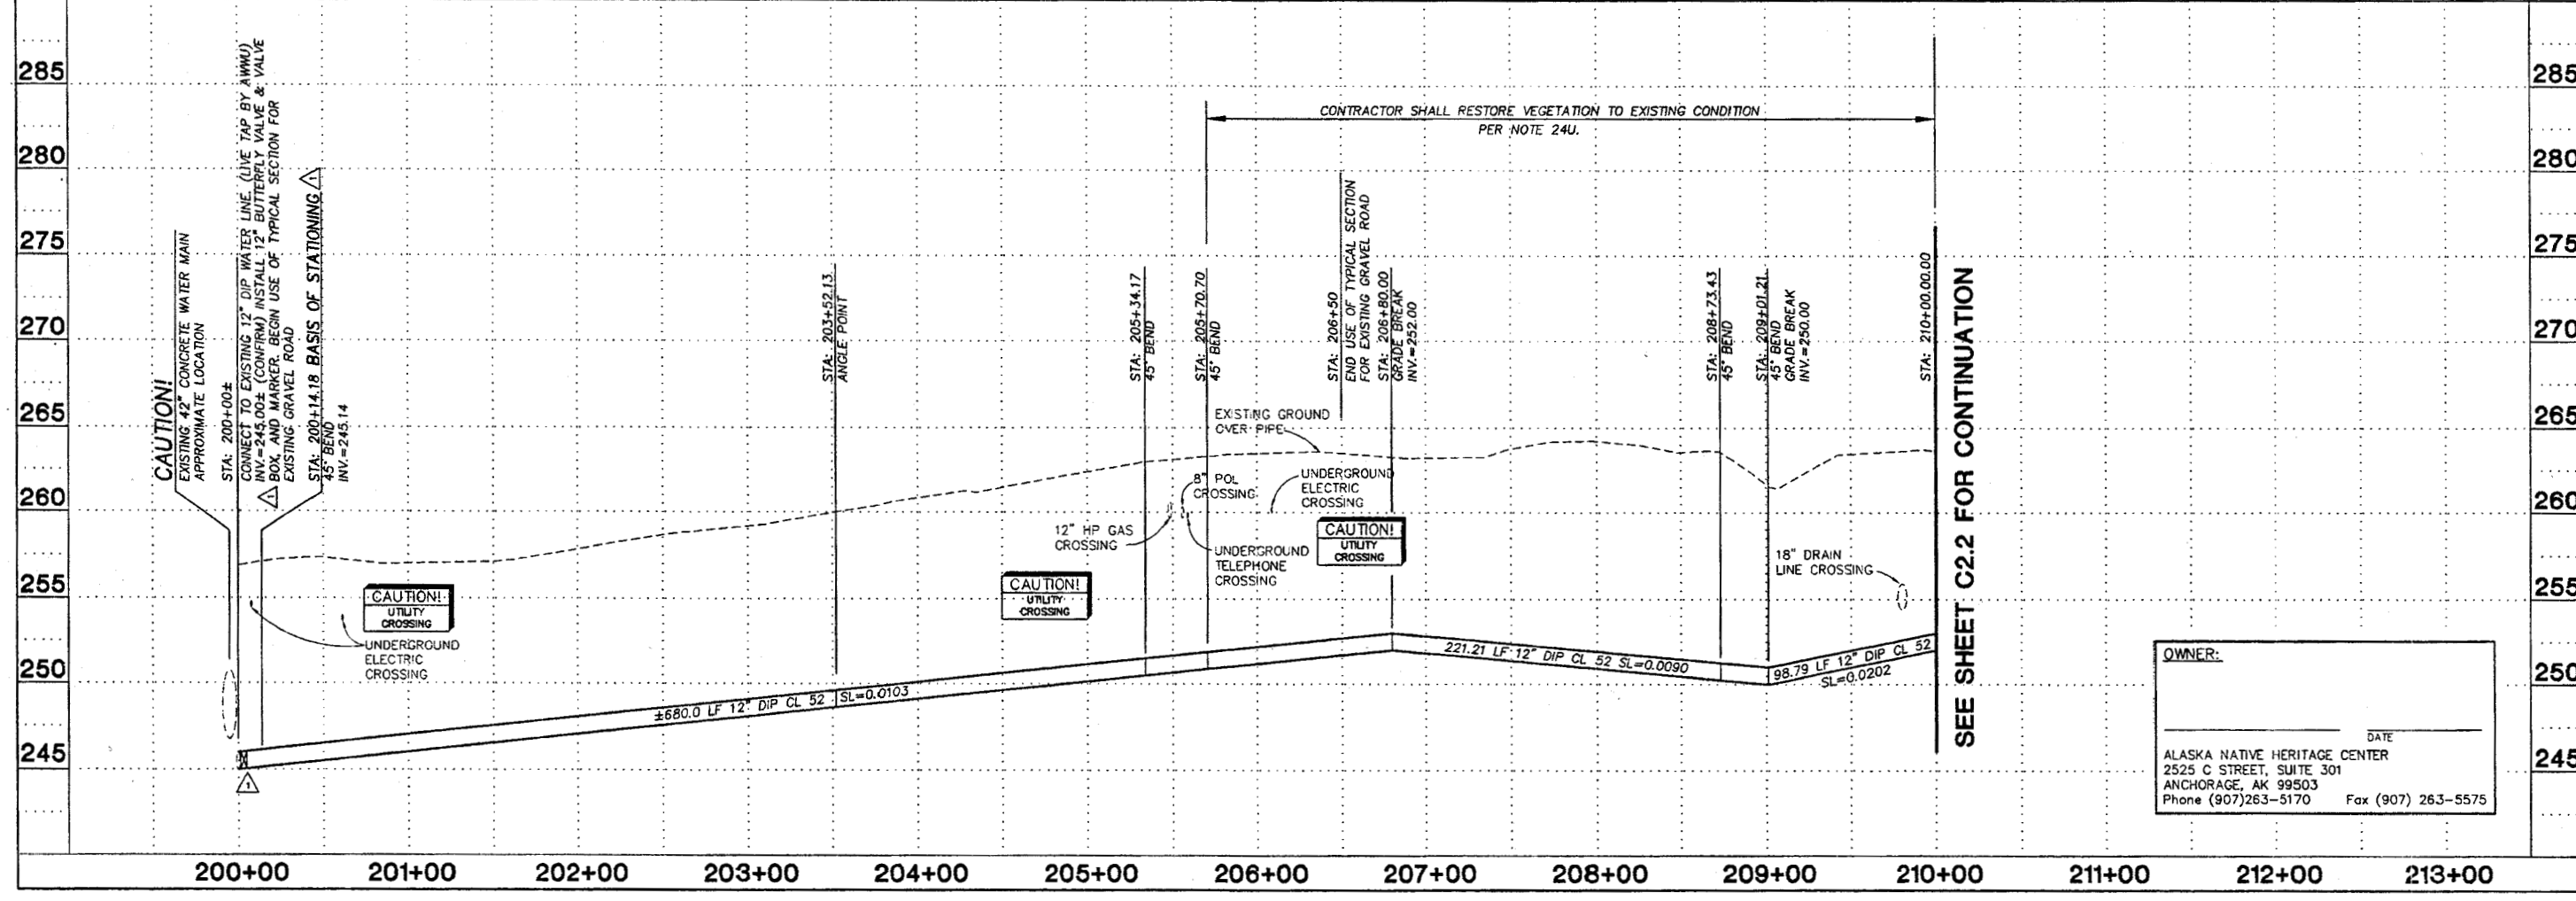 285
280
275
270
265
260
255
250
245
CAUTION!
EXISTING 42" CONCRETE WATER MAIN
APPROXIMATE LOCATION
STA: 200+00±
CONNECT TO EXISTING 12" DIP WATER LINE. (LIVE TAP BY AWWU)
INV.=245.00± (CONFIRM) INSTALL 12" BUTTERFLY VALVE & VALVE
BOX, AND MARKER. BEGIN USE OF TYPICAL SECTION FOR
EXISTING GRAVEL ROAD
1
STA: 200+14.18 BASIS OF STATIONING 1
45° BEND
INV.=245.14
CAUTION!
UTILITY
CROSSING
UNDERGROUND
ELECTRIC
CROSSING
1
STA: 203+52.13
ANGLE POINT
±680.0 LF 12" DIP CL 52 SL=0.0103
CAUTION!
UTILITY
CROSSING
12" HP GAS
CROSSING
STA: 205+34.17
45° BEND
STA: 205+70.70
45° BEND
8" POL
CROSSING
UNDERGROUND
TELEPHONE
CROSSING
EXISTING GROUND
OVER PIPE
UNDERGROUND
ELECTRIC
CROSSING
CAUTION!
UTILITY
CROSSING
CONTRACTOR SHALL RESTORE VEGETATION TO EXISTING CONDITION
PER NOTE 24U.
STA: 206+50
END USE OF TYPICAL SECTION
FOR EXISTING GRAVEL ROAD
STA: 206+80.00
GRADE BREAK
INV.=252.00
221.21 LF 12" DIP CL 52 SL=0.0090
STA: 208+73.43
45° BEND
STA: 209+01.21
45° BEND
GRADE BREAK
INV.=250.00
18" DRAIN
LINE CROSSING
98.79 LF 12" DIP CL 52
SL=0.0202
STA: 210+00.00.00
SEE SHEET C2.2 FOR CONTINUATION
OWNER:
DATE
ALASKA NATIVE HERITAGE CENTER
2525 C STREET, SUITE 301
ANCHORAGE, AK 99503
Phone (907)263-5170 Fax (907) 263-5575
285
280
275
270
265
260
255
250
245
200+00 201+00 202+00 203+00 204+00 205+00 206+00 207+00 208+00 209+00 210+00 211+00 212+00 213+00